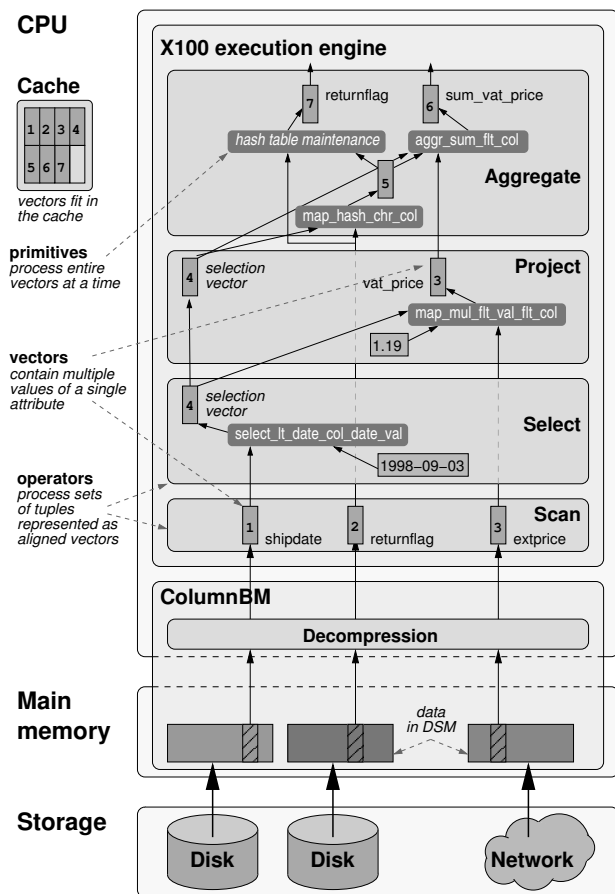 CPU
X100 execution engine
Cache
1 2 3 4
5 6 7
vectors fit in
the cache
7
returnflag
6
sum_vat_price
hash table maintenance
aggr_sum_flt_col
5
Aggregate
map_hash_chr_col
primitives
process entire
vectors at a time
4
selection
vector
Project
vat_price
3
map_mul_flt_val_flt_col
1.19
vectors
contain multiple
values of a single
attribute
4
selection
vector
Select
select_lt_date_col_date_val
1998-09-03
operators
process sets
of tuples
represented as
aligned vectors
Scan
1
shipdate
2
returnflag
3
extprice
ColumnBM
Decompression
Main
memory
data
in DSM
Storage
Disk
Disk
Network